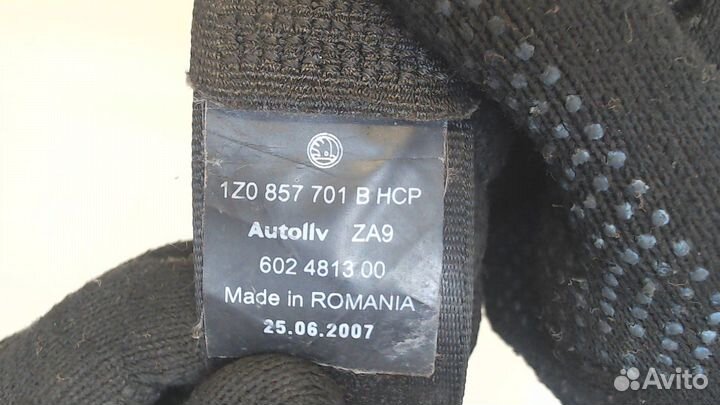 1Z0 857 701 B HCP
Autoliv ZA9
602 4813 00
Made in ROMANIA
25.06.2007
Avito